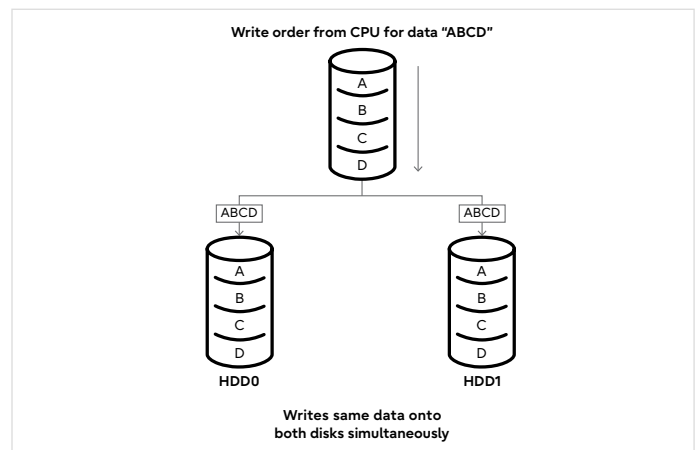 Write order from CPU for data “ABCD”
A
B
C
D
ABCD
ABCD
A
B
C
D
HDD0
A
B
C
D
HDD1
Writes same data onto
both disks simultaneously